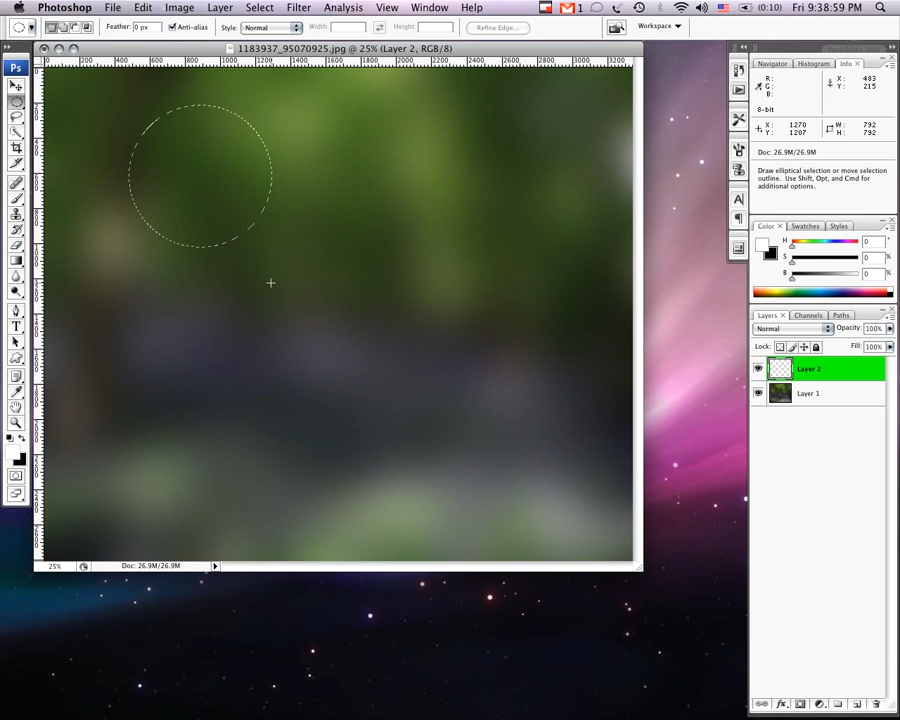 Photoshop File Edit Image Layer Select Filter Analysis View Window Help 1 (0:10) Fri 9:38:59 PM
Feather: 0 px Anti-alias Style: Normal Width: Height: Refine Edge... Workspace
1183937_95070925.jpg @ 25% (Layer 2, RGB/8)
0 200 400 600 800 1000 1200 1400 1600 1800 2000 2200 2400 2600 2800 3000 3200
Ps
Navigator Histogram Info
R: X: 483
G: Y: 215
B:
8-bit
X: 1270 W: 792
Y: 1207 H: 792
Doc: 26.9M/26.9M
Draw elliptical selection or move selection
outline. Use Shift, Opt, and Cmd for
additional options.
Color Swatches Styles
H 0 °
S 0 %
B 0 %
Layers Channels Paths
Normal Opacity: 100%
Lock: Fill: 100%
Layer 2
Layer 1
25% Doc: 26.9M/26.9M